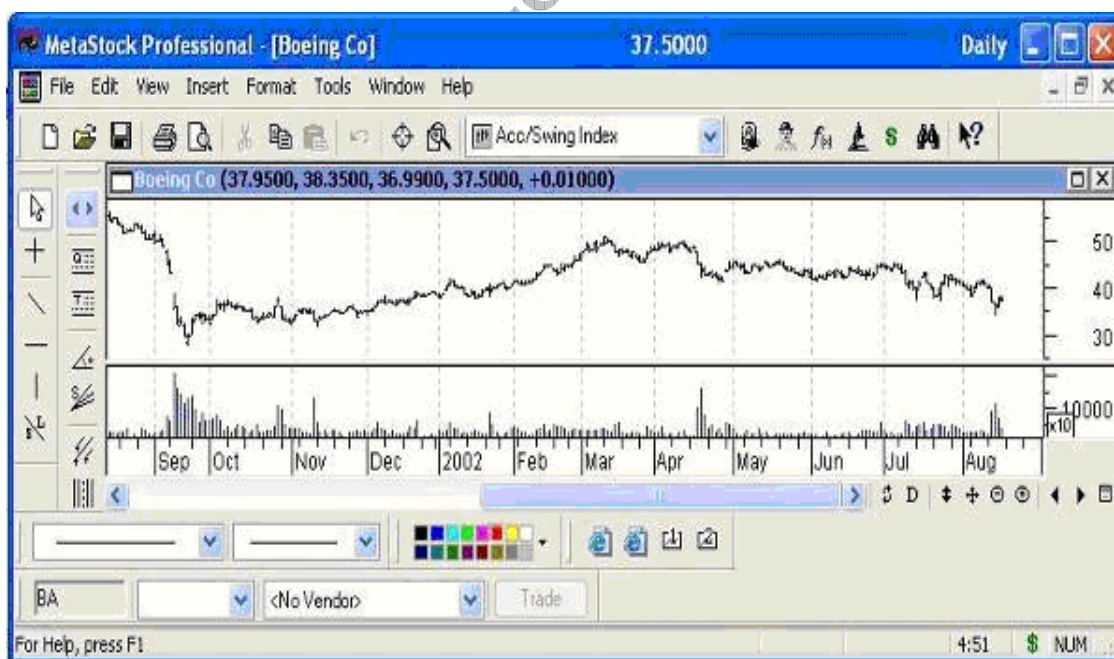 MetaStock Professional - [Boeing Co] 37.5000 Daily
File Edit View Insert Format Tools Window Help
Acc/Swing Index
Boeing Co (37.9500, 38.3500, 36.9900, 37.5000, +0.01000)
50
40
30
10000
x10
Sep Oct Nov Dec 2002 Feb Mar Apr May Jun Jul Aug
D
BA <No Vendor> Trade
For Help, press F1 4:51 $ NUM